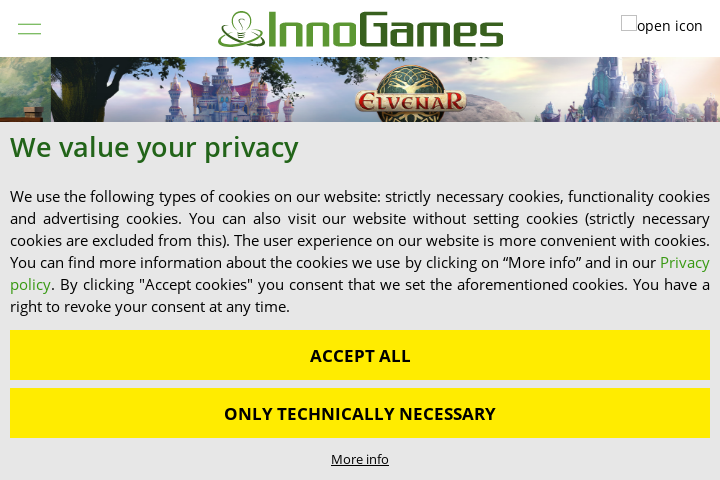 InnoGames
open icon
ELVENAR
We value your privacy
We use the following types of cookies on our website: strictly necessary cookies, functionality cookies
and advertising cookies. You can also visit our website without setting cookies (strictly necessary
cookies are excluded from this). The user experience on our website is more convenient with cookies.
You can find more information about the cookies we use by clicking on “More info” and in our Privacy
policy. By clicking "Accept cookies" you consent that we set the aforementioned cookies. You have a
right to revoke your consent at any time.
ACCEPT ALL
ONLY TECHNICALLY NECESSARY
More info